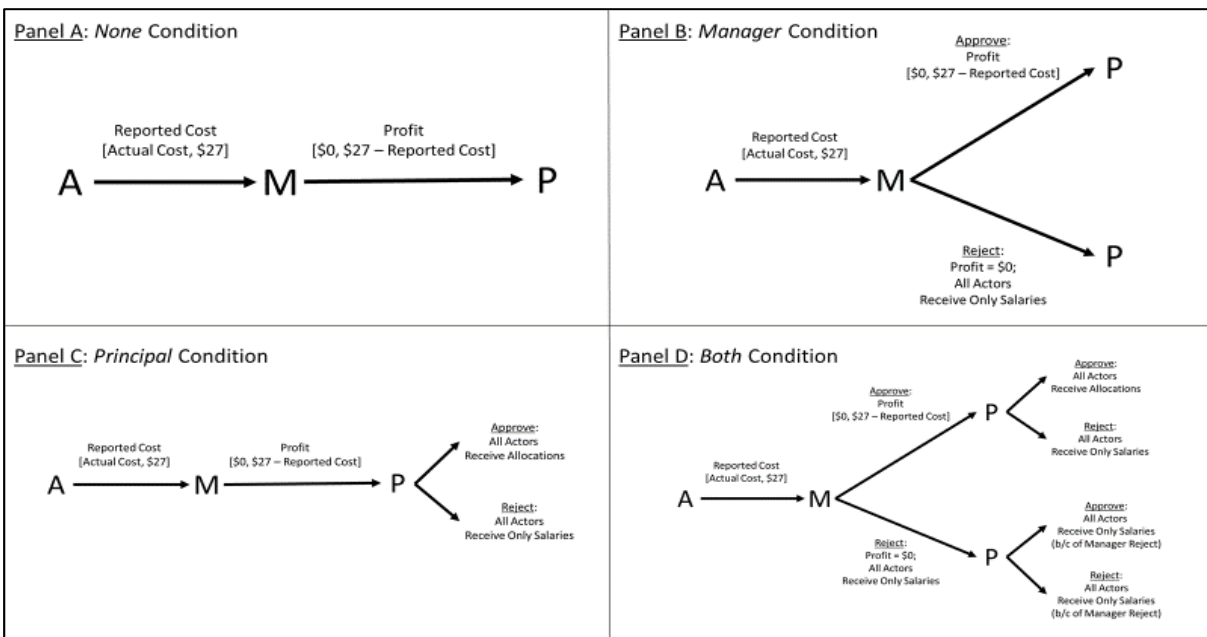 Panel A: None Condition
Reported Cost
[Actual Cost, $27]
Profit
[$0, $27 – Reported Cost]
A
M
P
Panel B: Manager Condition
Approve:
Profit
[$0, $27 – Reported Cost]
P
Reported Cost
[Actual Cost, $27]
A
M
Reject:
Profit = $0;
All Actors
Receive Only Salaries
P
Panel C: Principal Condition
Reported Cost
[Actual Cost, $27]
Profit
[$0, $27 – Reported Cost]
A
M
P
Approve:
All Actors
Receive Allocations
Reject:
All Actors
Receive Only Salaries
Panel D: Both Condition
Approve:
Profit
[$0, $27 – Reported Cost]
P
Approve:
All Actors
Receive Allocations
Reject:
All Actors
Receive Only Salaries
Reported Cost
[Actual Cost, $27]
A
M
Reject:
Profit = $0;
All Actors
Receive Only Salaries
P
Approve:
All Actors
Receive Only Salaries
(b/c of Manager Reject)
Reject:
All Actors
Receive Only Salaries
(b/c of Manager Reject)